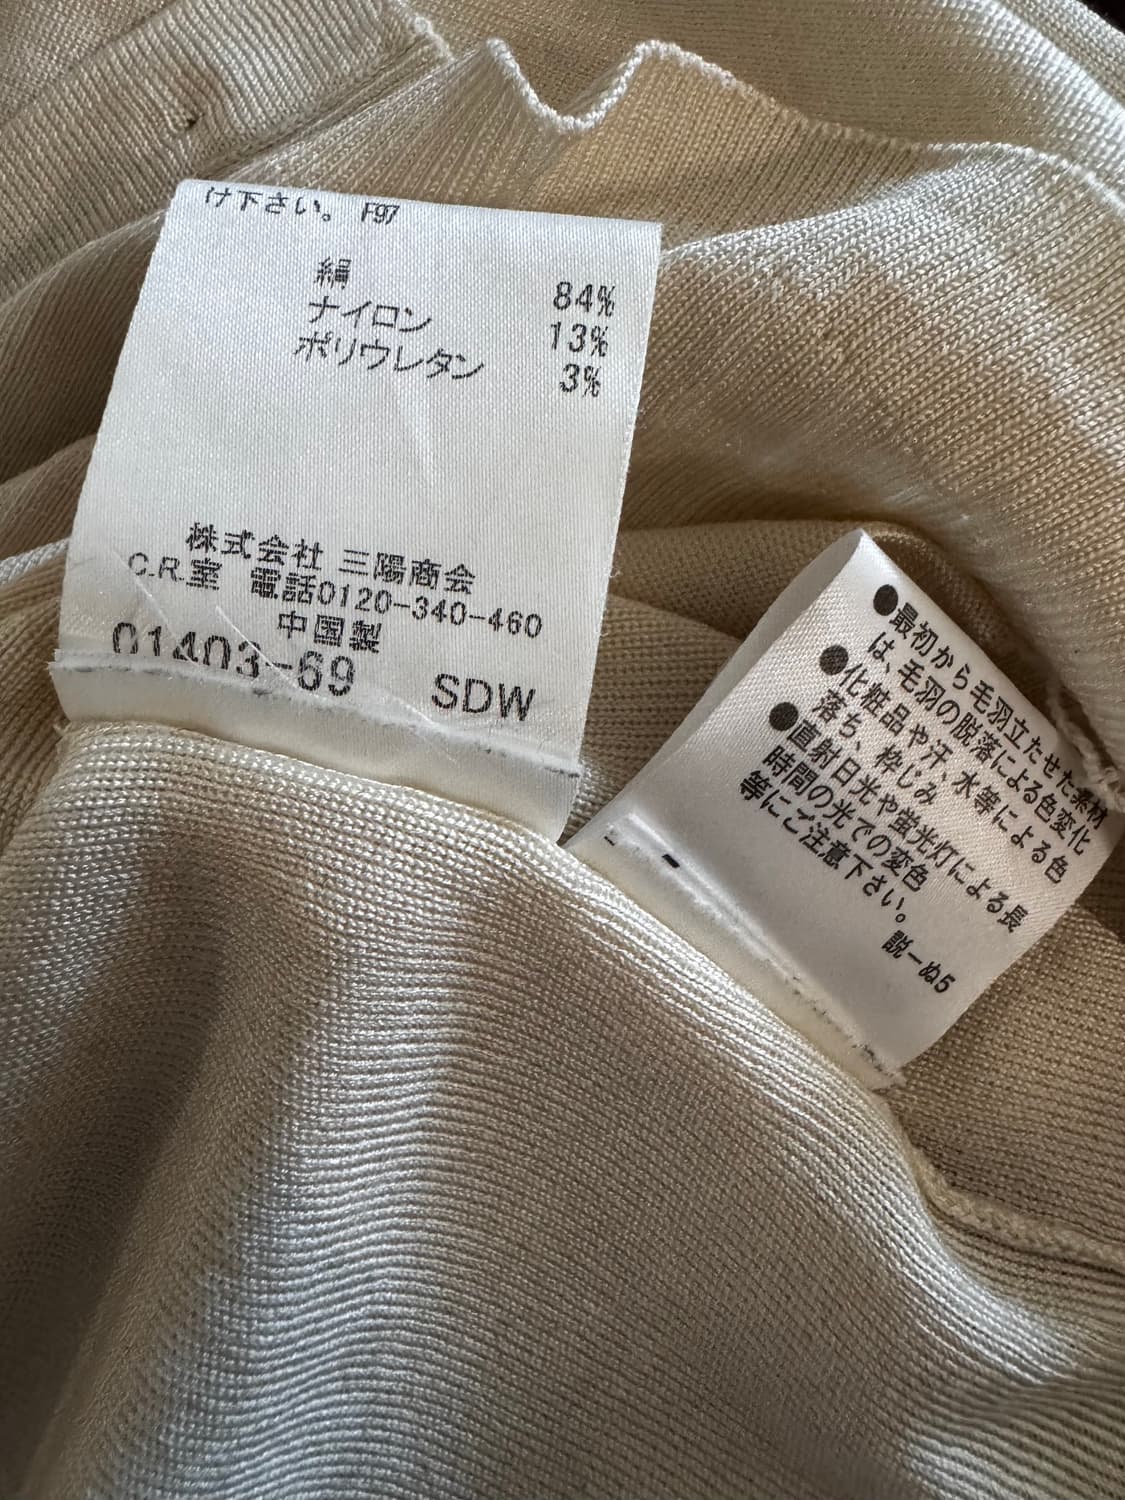 け下さい。 F97
絹 84%
ナイロン 13%
ポリウレタン 3%
株式会社 三陽商会
C.R.室 電話0120-340-460
中国製
01403-69 SDW
●最初から毛羽立たせた素材
は、毛羽の脱落による色変化
●化粧品や汗、水等による色
落ち、枠じみ
●直射日光や蛍光灯による長
時間の光での変色
等にご注意下さい。
説ーぬ5